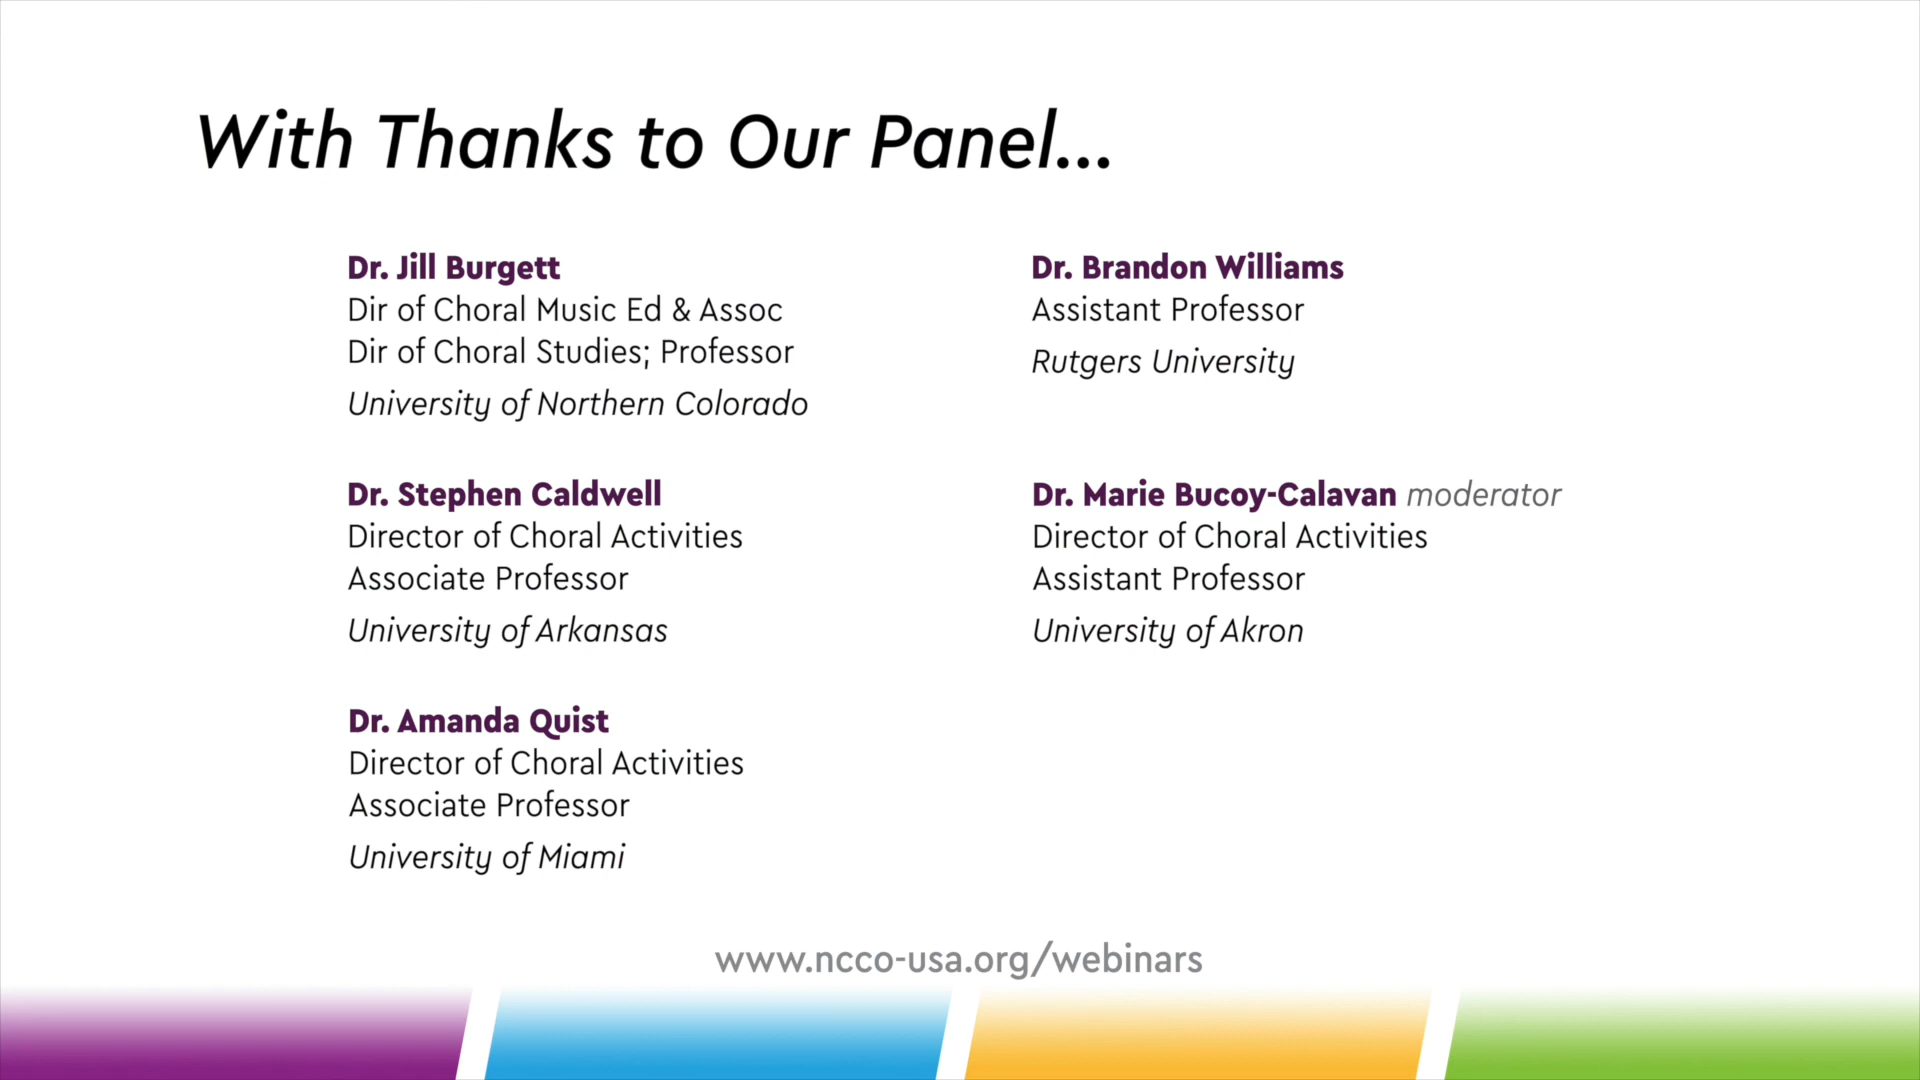 With Thanks to Our Panel...
Dr. Jill Burgett
Dir of Choral Music Ed & Assoc
Dir of Choral Studies; Professor
University of Northern Colorado
Dr. Stephen Caldwell
Director of Choral Activities
Associate Professor
University of Arkansas
Dr. Amanda Quist
Director of Choral Activities
Associate Professor
University of Miami
Dr. Brandon Williams
Assistant Professor
Rutgers University
Dr. Marie Bucoy-Calavan moderator
Director of Choral Activities
Assistant Professor
University of Akron
www.ncco-usa.org/webinars